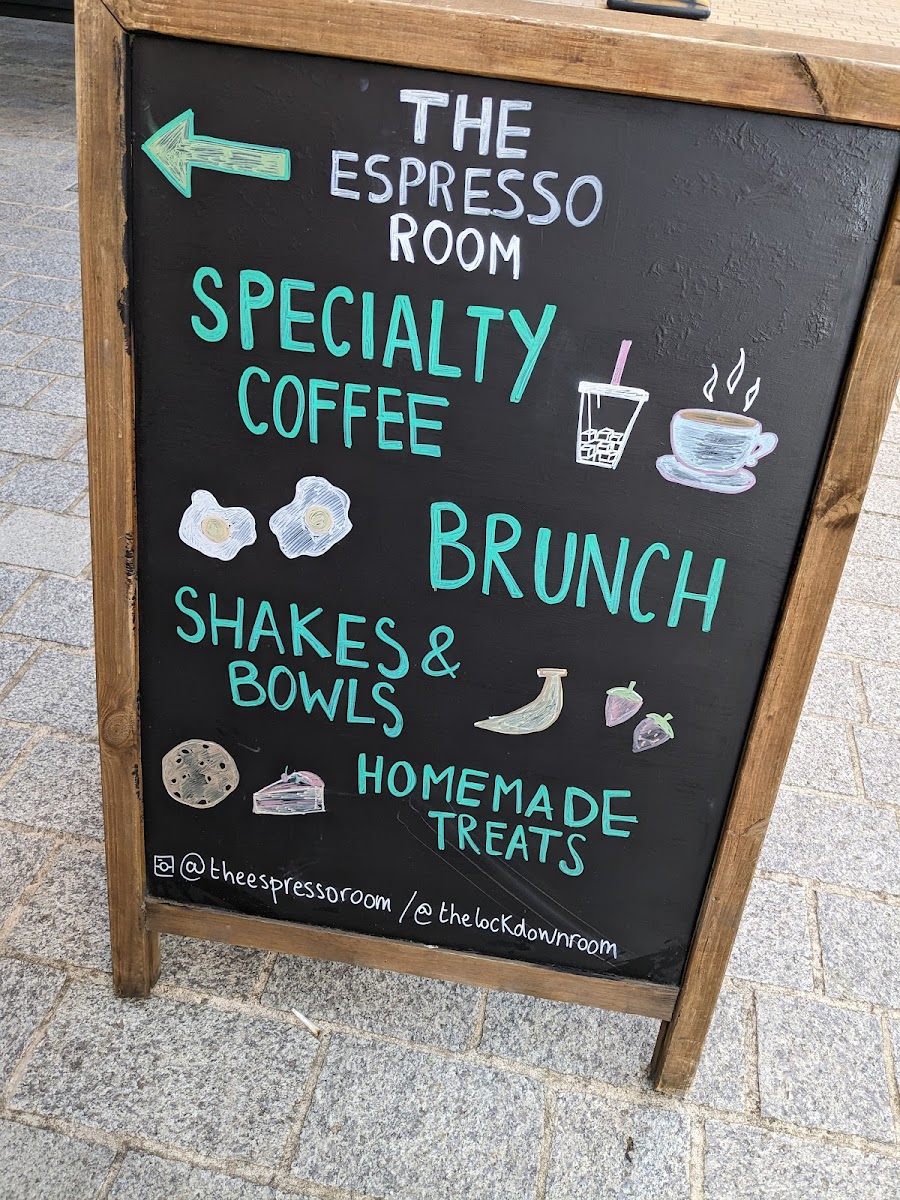 THE
ESPRESSO
ROOM
SPECIALTY
COFFEE
BRUNCH
SHAKES &
BOWLS
HOMEMADE
TREATS
@theespressoroom /@thelockdownroom